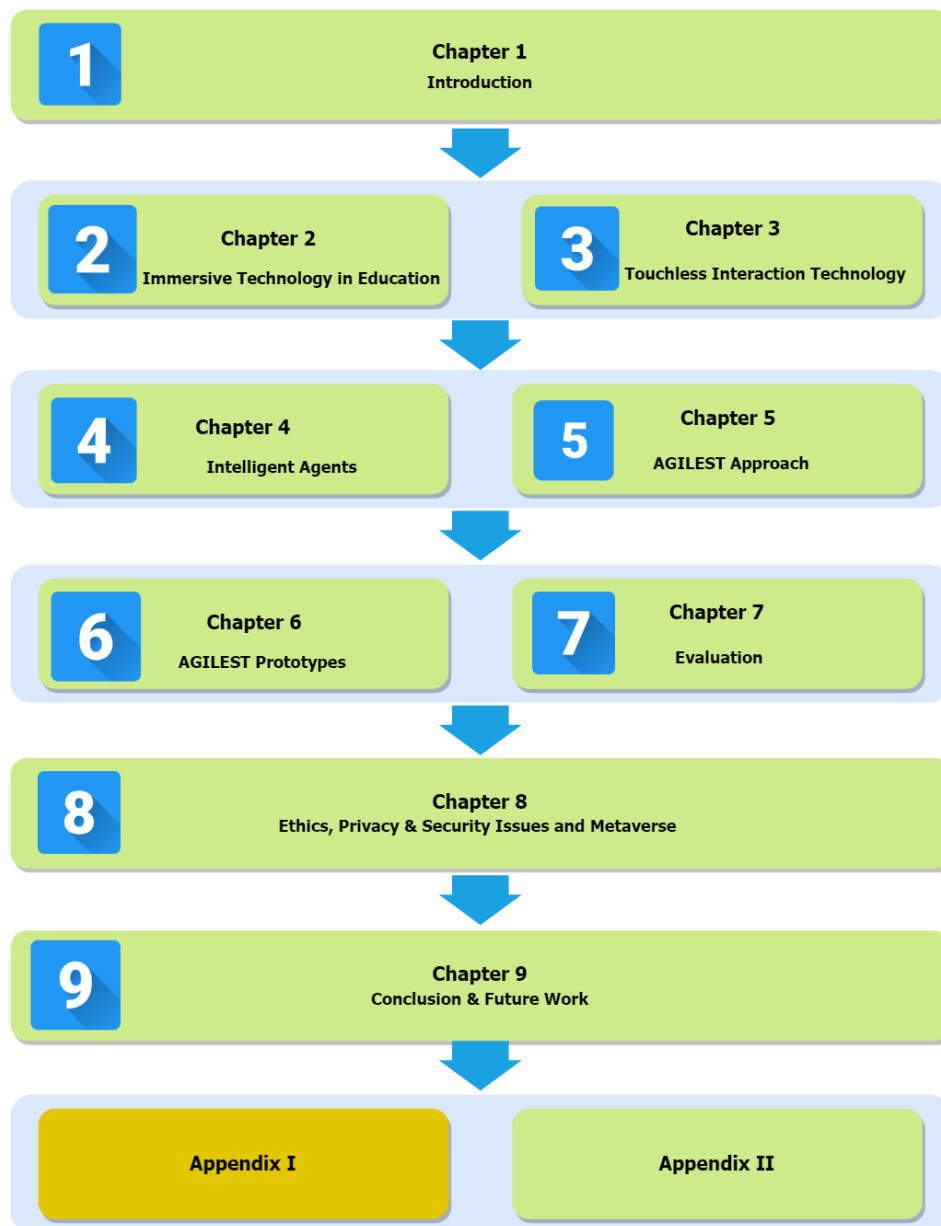 1
Chapter 1
Introduction
2
Chapter 2
Immersive Technology in Education
3
Chapter 3
Touchless Interaction Technology
4
Chapter 4
Intelligent Agents
5
Chapter 5
AGILEST Approach
6
Chapter 6
AGILEST Prototypes
7
Chapter 7
Evaluation
8
Chapter 8
Ethics, Privacy & Security Issues and Metaverse
9
Chapter 9
Conclusion & Future Work
Appendix I
Appendix II